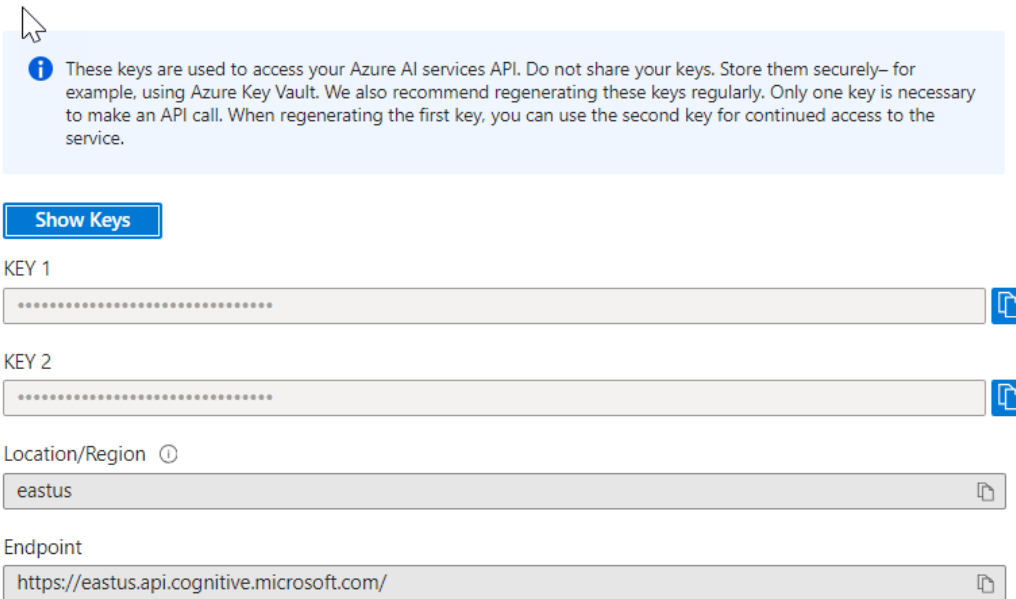 These keys are used to access your Azure AI services API. Do not share your keys. Store them securely– for
example, using Azure Key Vault. We also recommend regenerating these keys regularly. Only one key is necessary
to make an API call. When regenerating the first key, you can use the second key for continued access to the
service.
Show Keys
KEY 1
••••••••••••••••••••••••••••••••
KEY 2
••••••••••••••••••••••••••••••••
Location/Region
eastus
Endpoint
https://eastus.api.cognitive.microsoft.com/